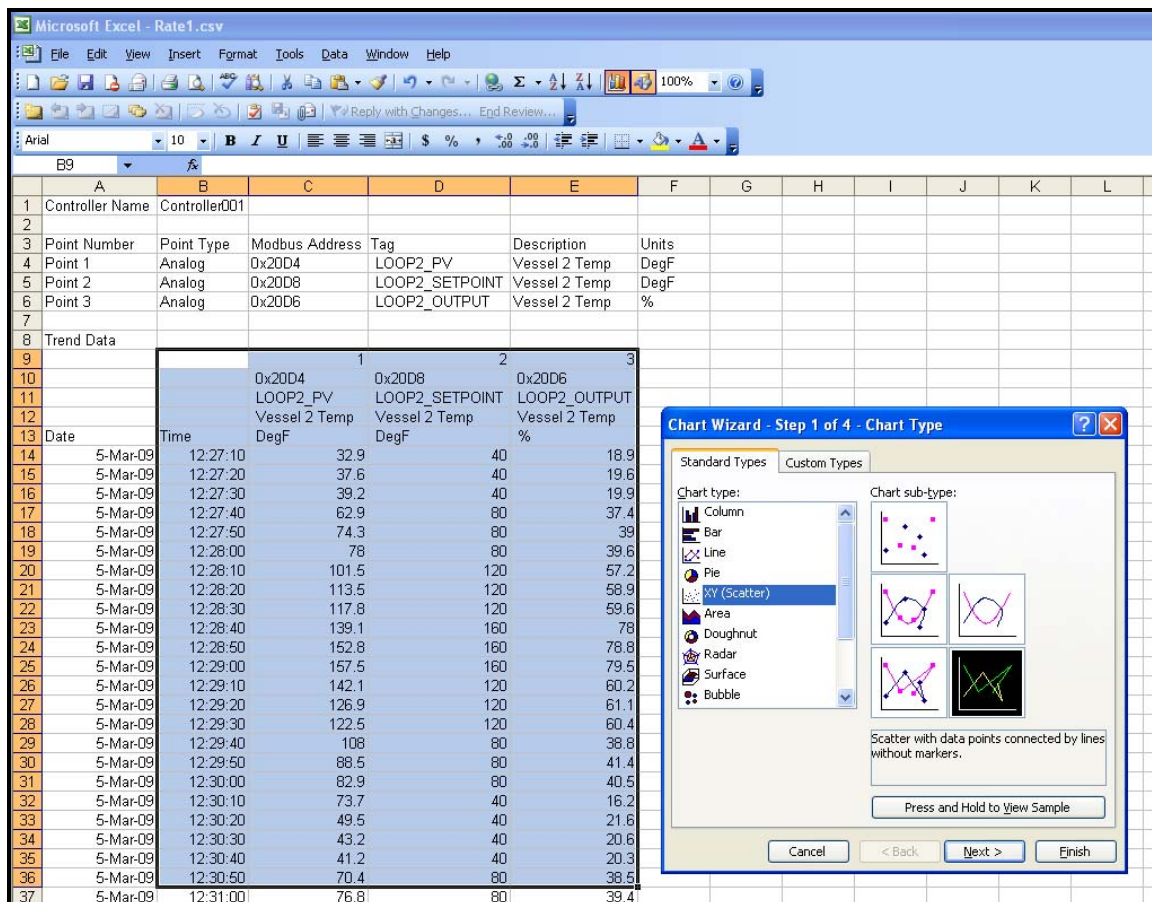 Microsoft Excel - Rate1.csv
File Edit View Insert Format Tools Data Window Help
ABC Σ A Z Z A 100%
Reply with Changes... End Review...
Arial 10 B I U $ % ,
B9 fx
A B C D E F G H I J K L
1 Controller Name Controller001
2
3 Point Number Point Type Modbus Address Tag Description Units
4 Point 1 Analog 0x20D4 LOOP2_PV Vessel 2 Temp DegF
5 Point 2 Analog 0x20D8 LOOP2_SETPOINT Vessel 2 Temp DegF
6 Point 3 Analog 0x20D6 LOOP2_OUTPUT Vessel 2 Temp %
7
8 Trend Data
9 1 2 3
10 0x20D4 0x20D8 0x20D6
11 LOOP2_PV LOOP2_SETPOINT LOOP2_OUTPUT
12 Vessel 2 Temp Vessel 2 Temp Vessel 2 Temp
13 Date Time DegF DegF %
14 5-Mar-09 12:27:10 32.9 40 18.9
15 5-Mar-09 12:27:20 37.6 40 19.6
16 5-Mar-09 12:27:30 39.2 40 19.9
17 5-Mar-09 12:27:40 62.9 80 37.4
18 5-Mar-09 12:27:50 74.3 80 39
19 5-Mar-09 12:28:00 78 80 39.6
20 5-Mar-09 12:28:10 101.5 120 57.2
21 5-Mar-09 12:28:20 113.5 120 58.9
22 5-Mar-09 12:28:30 117.8 120 59.6
23 5-Mar-09 12:28:40 139.1 160 78
24 5-Mar-09 12:28:50 152.8 160 78.8
25 5-Mar-09 12:29:00 157.5 160 79.5
26 5-Mar-09 12:29:10 142.1 120 60.2
27 5-Mar-09 12:29:20 126.9 120 61.1
28 5-Mar-09 12:29:30 122.5 120 60.4
29 5-Mar-09 12:29:40 108 80 38.8
30 5-Mar-09 12:29:50 88.5 80 41.4
31 5-Mar-09 12:30:00 82.9 80 40.5
32 5-Mar-09 12:30:10 73.7 40 16.2
33 5-Mar-09 12:30:20 49.5 40 21.6
34 5-Mar-09 12:30:30 43.2 40 20.6
35 5-Mar-09 12:30:40 41.2 40 20.3
36 5-Mar-09 12:30:50 70.4 80 38.5
37 5-Mar-09 12:31:00 76.8 80 39.4
Chart Wizard - Step 1 of 4 - Chart Type
Standard Types Custom Types
Chart type:
Column
Bar
Line
Pie
XY (Scatter)
Area
Doughnut
Radar
Surface
Bubble
Chart sub-type:
Scatter with data points connected by lines
without markers.
Press and Hold to View Sample
Cancel < Back Next > Finish